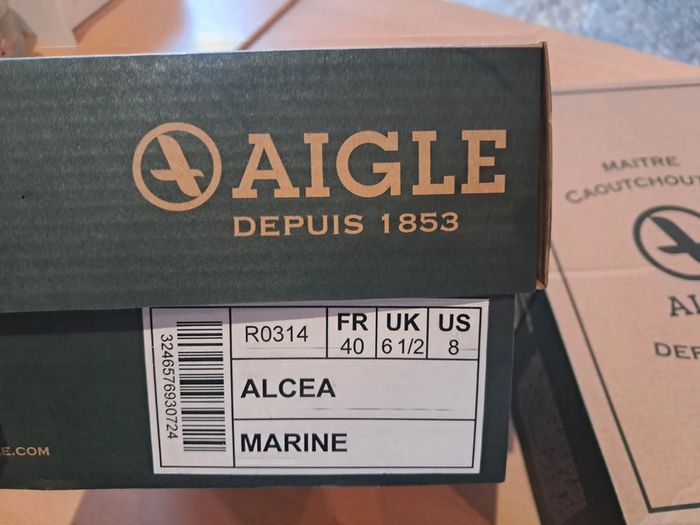 AIGLE
DEPUIS 1853
R0314
FR UK US
40 6 1/2 8
ALCEA
MARINE
3246576930724
E.COM
MAITRE
CAOUTCHOUT
AI
DEP